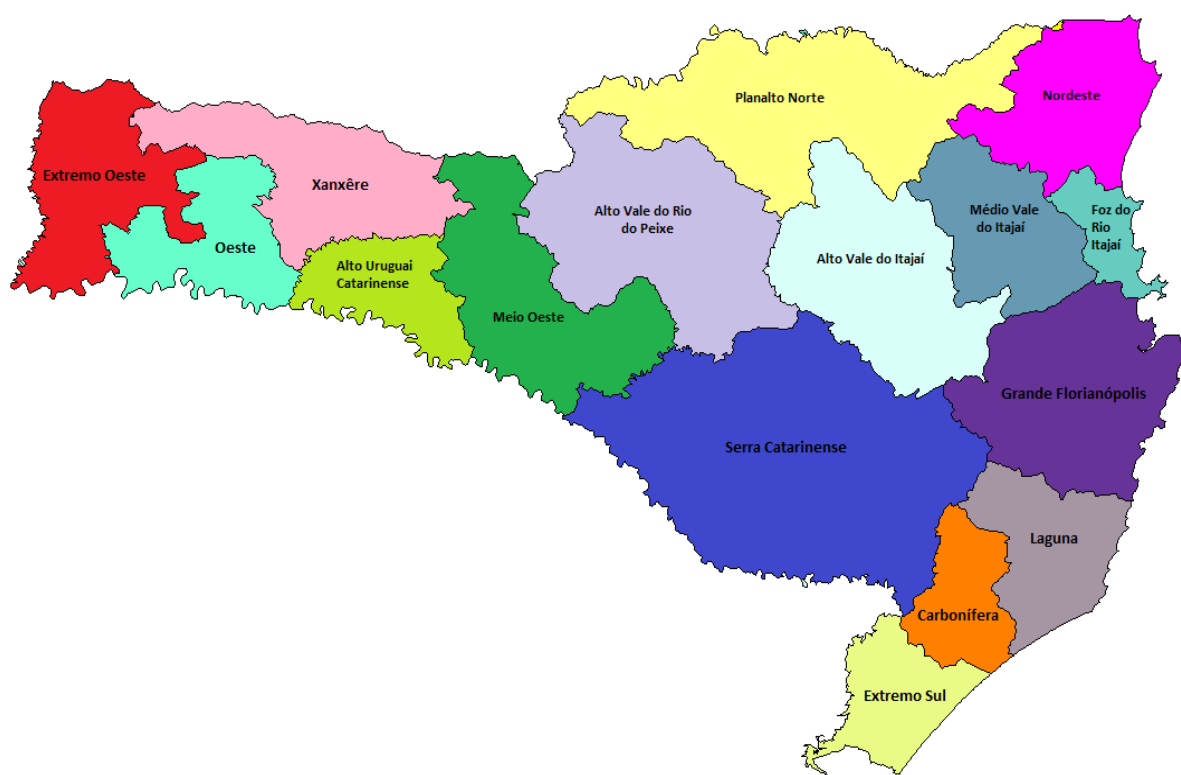 Planalto Norte
Nordeste
Extremo Oeste
Xanxêre
Alto Vale do Rio
do Peixe
Médio Vale
do Itajaí
Foz do
Rio
Itajaí
Oeste
Alto Uruguai
Catarinense
Alto Vale do Itajaí
Meio Oeste
Grande Florianópolis
Serra Catarinense
Laguna
Carbonífera
Extremo Sul